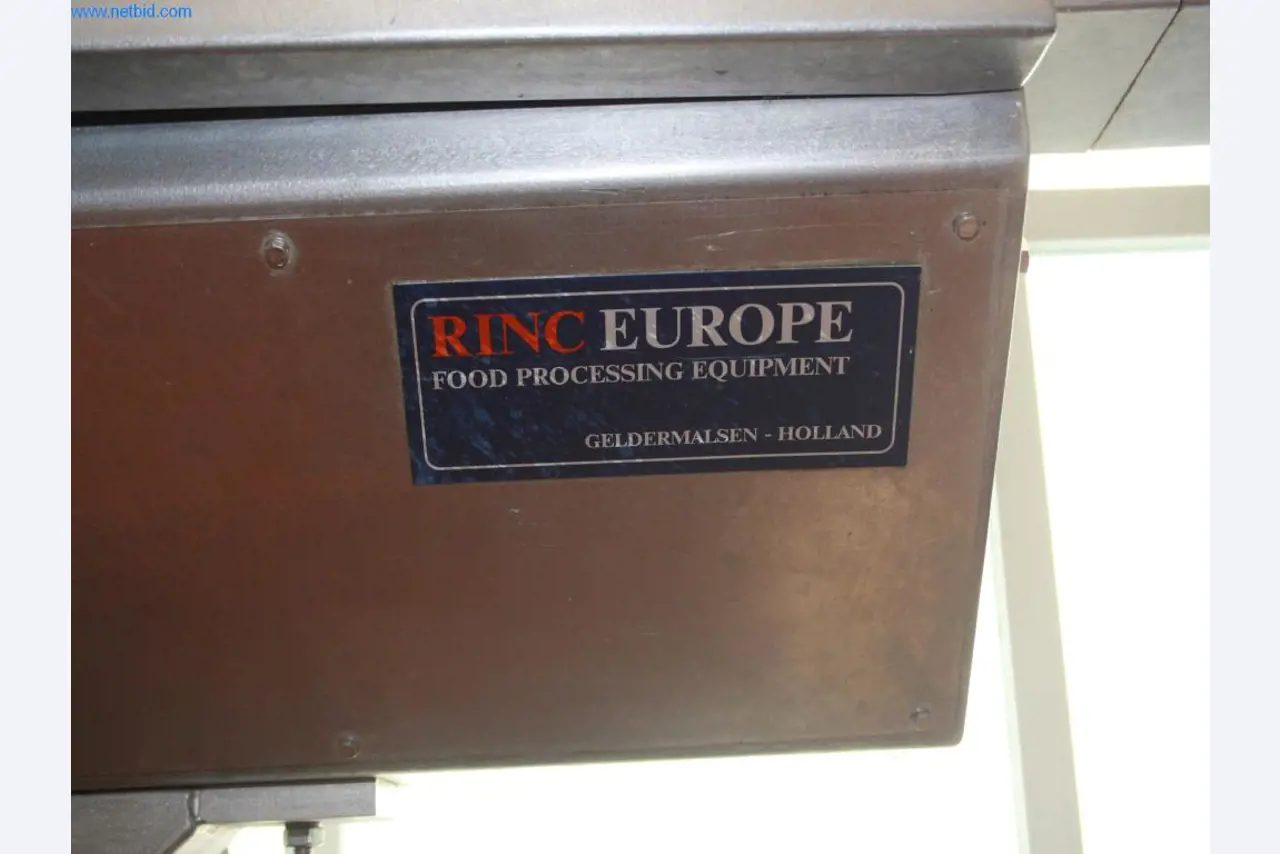 www.netbid.com
RINC EUROPE
FOOD PROCESSING EQUIPMENT
GELDERMALSEN - HOLLAND